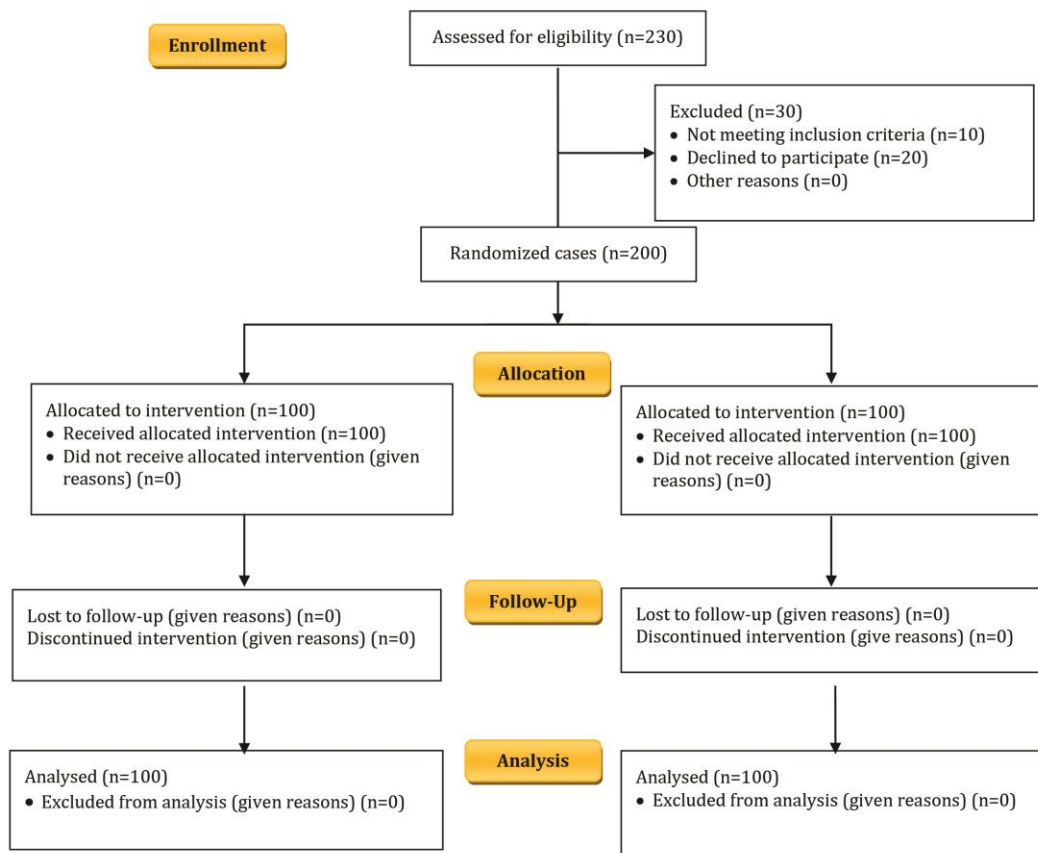 Enrollment
Assessed for eligibility (n=230)
Excluded (n=30)
• Not meeting inclusion criteria (n=10)
• Declined to participate (n=20)
• Other reasons (n=0)
Randomized cases (n=200)
Allocation
Allocated to intervention (n=100)
• Received allocated intervention (n=100)
• Did not receive allocated intervention (given
reasons) (n=0)
Allocated to intervention (n=100)
• Received allocated intervention (n=100)
• Did not receive allocated intervention (given
reasons) (n=0)
Follow-Up
Lost to follow-up (given reasons) (n=0)
Discontinued intervention (given reasons) (n=0)
Lost to follow-up (given reasons) (n=0)
Discontinued intervention (give reasons) (n=0)
Analysis
Analysed (n=100)
• Excluded from analysis (given reasons) (n=0)
Analysed (n=100)
• Excluded from analysis (given reasons) (n=0)